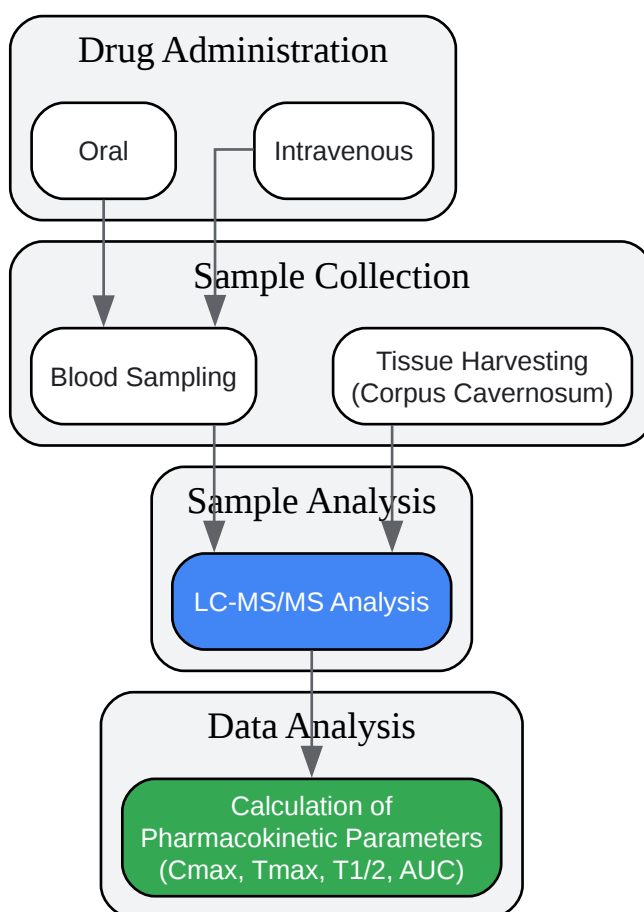 Drug Administration
Oral
Intravenous
Sample Collection
Blood Sampling
Tissue Harvesting
(Corpus Cavernosum)
Sample Analysis
LC-MS/MS Analysis
Data Analysis
Calculation of
Pharmacokinetic Parameters
(Cmax, Tmax, T1/2, AUC)